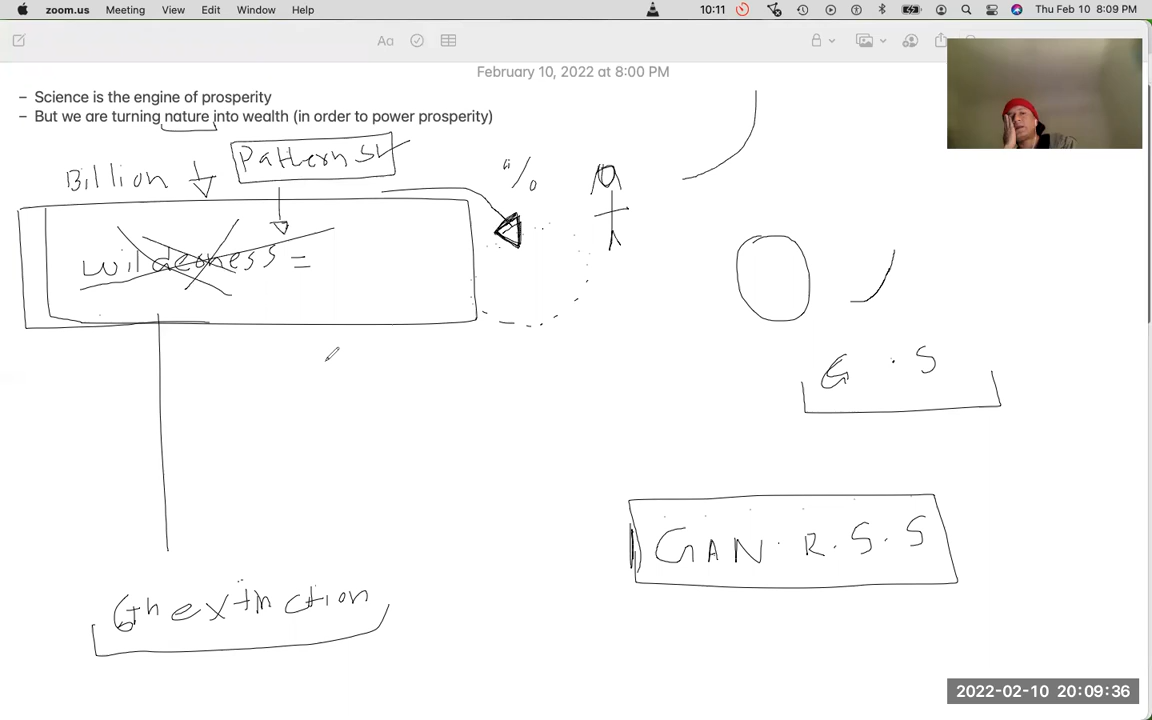 zoom.us Meeting View Edit Window Help 10:11 Thu Feb 10 8:09 PM
Aa
February 10, 2022 at 8:00 PM
– Science is the engine of prosperity
– But we are turning nature into wealth (in order to power prosperity)
Billion
%
wilderness =
G . S
GAN . R . S . S
6th extinction
2022-02-10 20:09:36